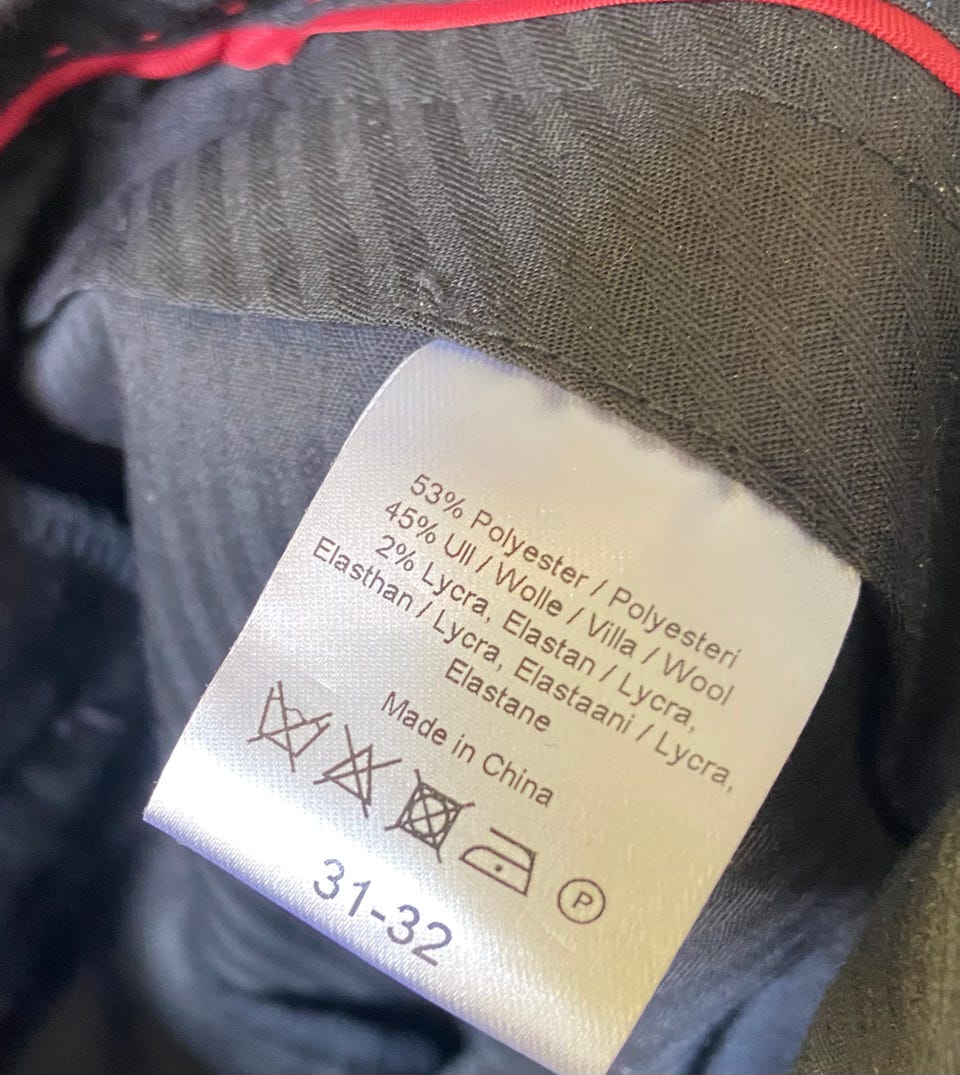 53% Polyester / Polyesteri
45% Ull / Wolle / Villa / Wool
2% Lycra, Elastan / Lycra,
Elasthan / Lycra, Elastaani / Lycra,
Elastane
Made in China
P
31-32